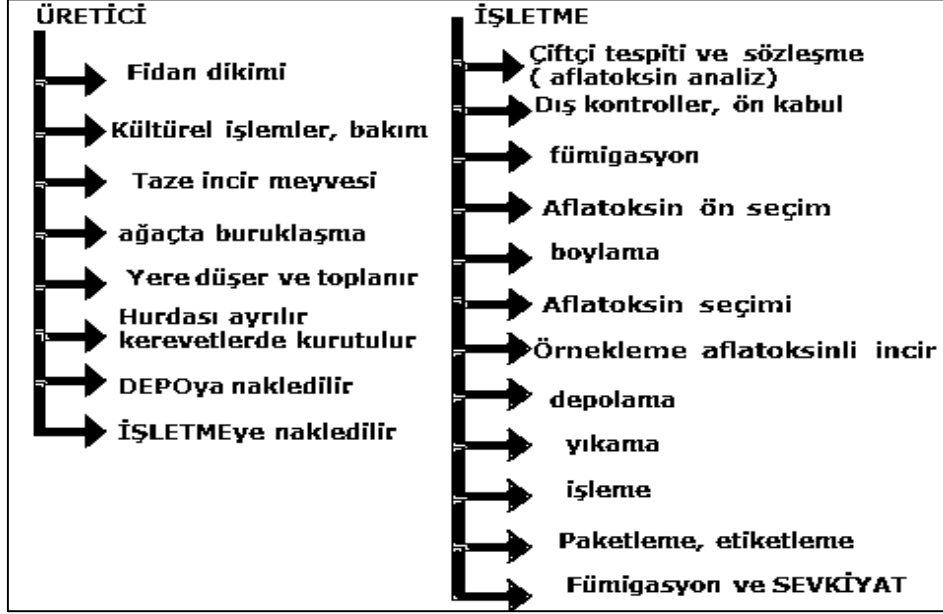 ÜRETİCİ
Fidan dikimi
Kültürel işlemler, bakım
Taze incir meyvesi
ağaçta buruklaşma
Yere düşer ve toplanır
Hurdası ayrılır
kerevetlerde kurutulur
DEPOya nakledilir
İŞLETMEye nakledilir
İŞLETME
Çiftçi tespiti ve sözleşme
( aflatoksin analiz)
Dış kontroller, ön kabul
fümigasyon
Aflatoksin ön seçim
boylama
Aflatoksin seçimi
Örnekleme aflatoksinli incir
depolama
yıkama
işleme
Paketleme, etiketleme
Fümigasyon ve SEVKİYAT